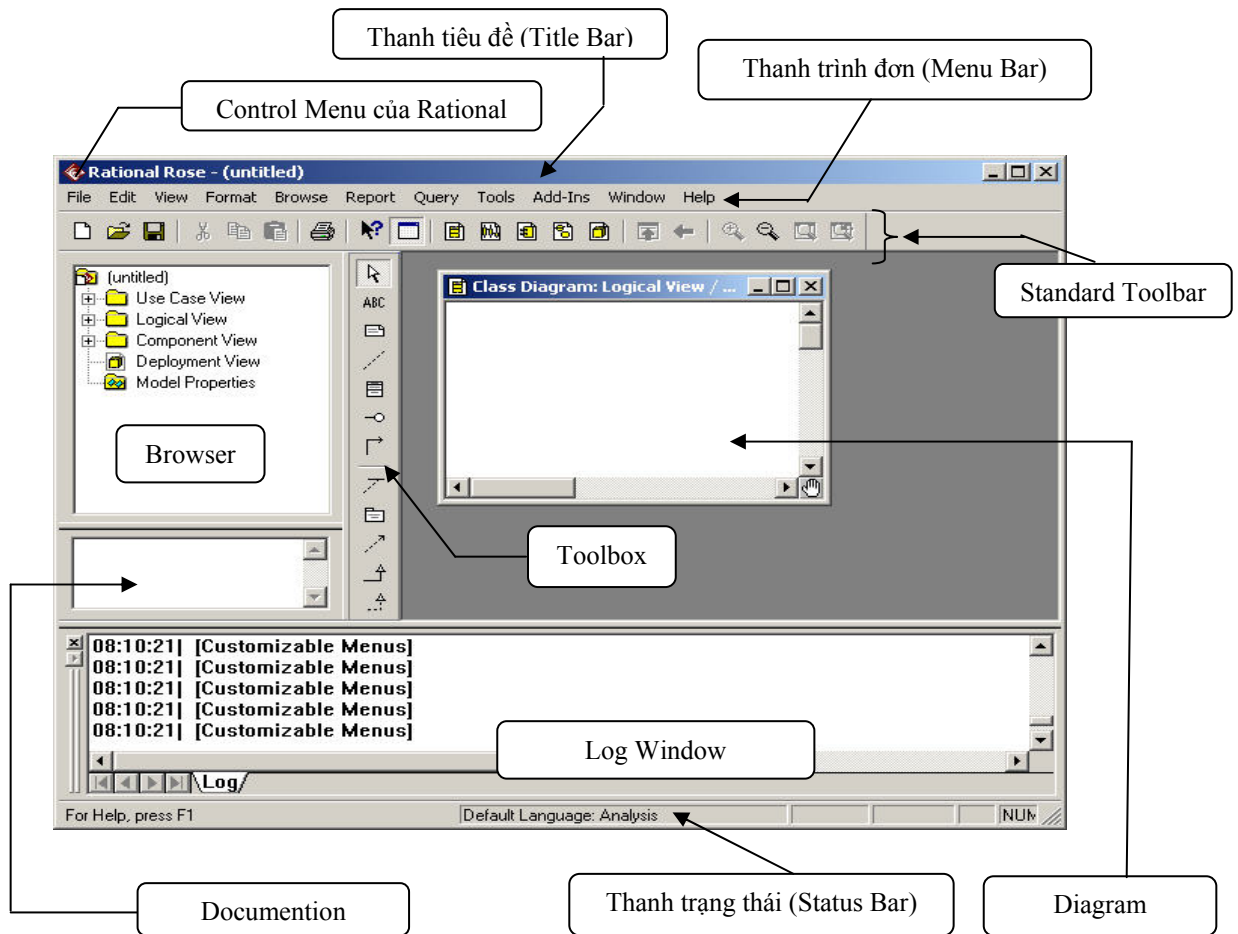 Thanh tiêu đề (Title Bar)
Thanh trình đơn (Menu Bar)
Control Menu của Rational
Rational Rose - (untitled)
File Edit View Format Browse Report Query Tools Add-Ins Window Help
Standard Toolbar
(untitled)
Use Case View
Logical View
Component View
Deployment View
Model Properties
Browser
ABC
Class Diagram: Logical View / ...
Toolbox
08:10:21| [Customizable Menus]
08:10:21| [Customizable Menus]
08:10:21| [Customizable Menus]
08:10:21| [Customizable Menus]
08:10:21| [Customizable Menus]
Log Window
Log
For Help, press F1
Default Language: Analysis
NUM
Documention
Thanh trạng thái (Status Bar)
Diagram